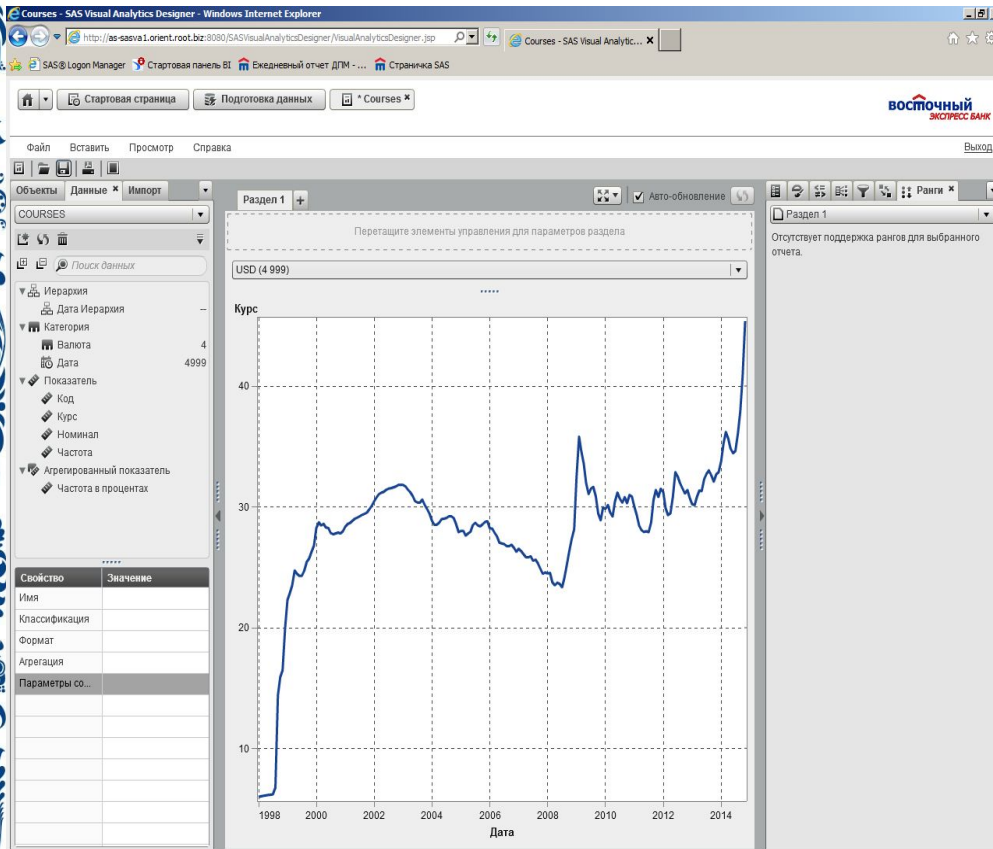 Courses - SAS Visual Analytics Designer - Windows Internet Explorer
http://as-sasva1.orient.root.biz:8080/SASVisualAnalyticsDesigner/VisualAnalyticsDesigner.jsp
Courses - SAS Visual Analytic...
SAS® Logon Manager
Стартовая панель BI
Ежедневный отчет ДПМ - ...
Страничка SAS
Стартовая страница
Подготовка данных
* Courses
ВОСТОЧНЫЙ
ЭКСПРЕСС БАНК
Файл Вставить Просмотр Справка
Выход
Объекты Данные Импорт
COURSES
Поиск данных
Иерархия
Дата Иерархия --
Категория
Валюта 4
Дата 4999
Показатель
Код
Курс
Номинал
Частота
Агрегированный показатель
Частота в процентах
Свойство Значение
Имя
Классификация
Формат
Агрегация
Параметры со...
Раздел 1 +
Авто-обновление
Перетащите элементы управления для параметров раздела
USD (4 999)
Курс
40
30
20
10
1998 2000 2002 2004 2006 2008 2010 2012 2014
Дата
Ранги
Раздел 1
Отсутствует поддержка рангов для выбранного
отчета.